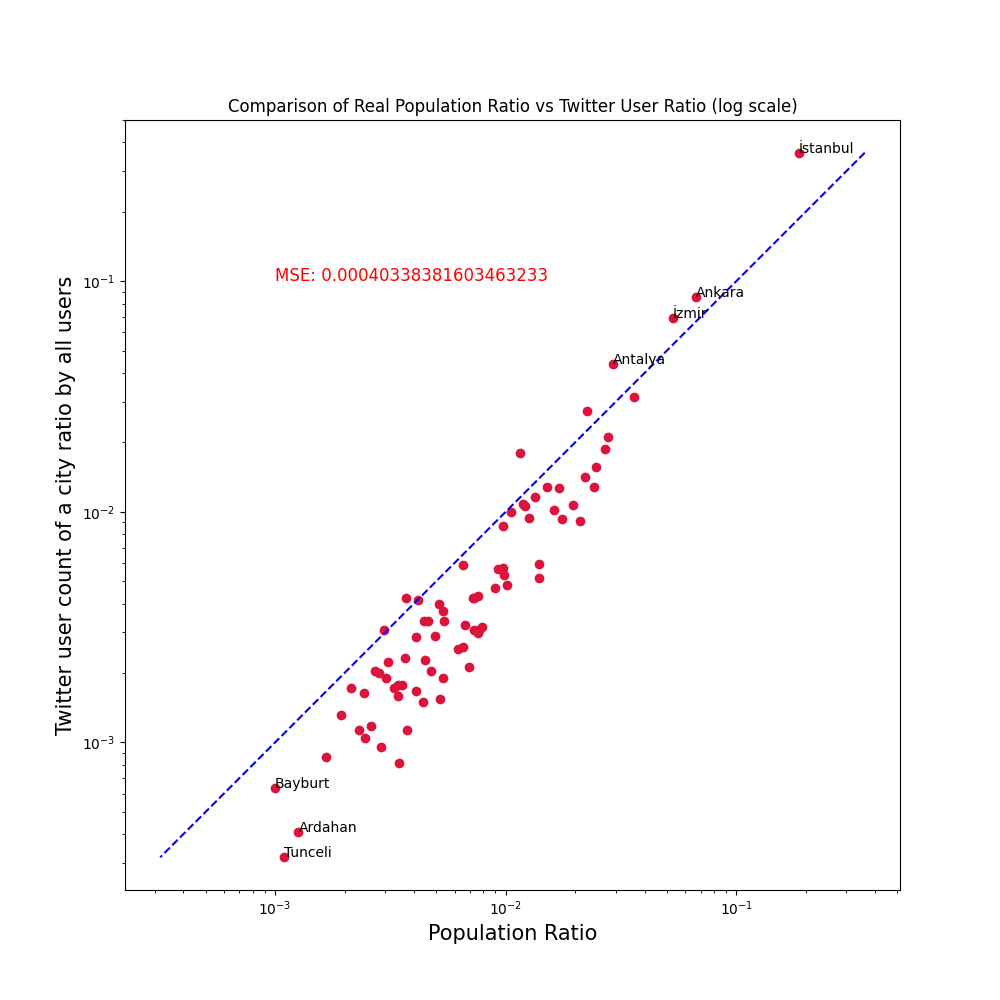 Comparison of Real Population Ratio vs Twitter User Ratio (log scale)
İstanbul
MSE: 0.00040338381603463233
10⁻¹
Ankara
İzmir
Antalya
10⁻²
10⁻³
Bayburt
Ardahan
Tunceli
10⁻³ 10⁻² 10⁻¹
Population Ratio
Twitter user count of a city ratio by all users